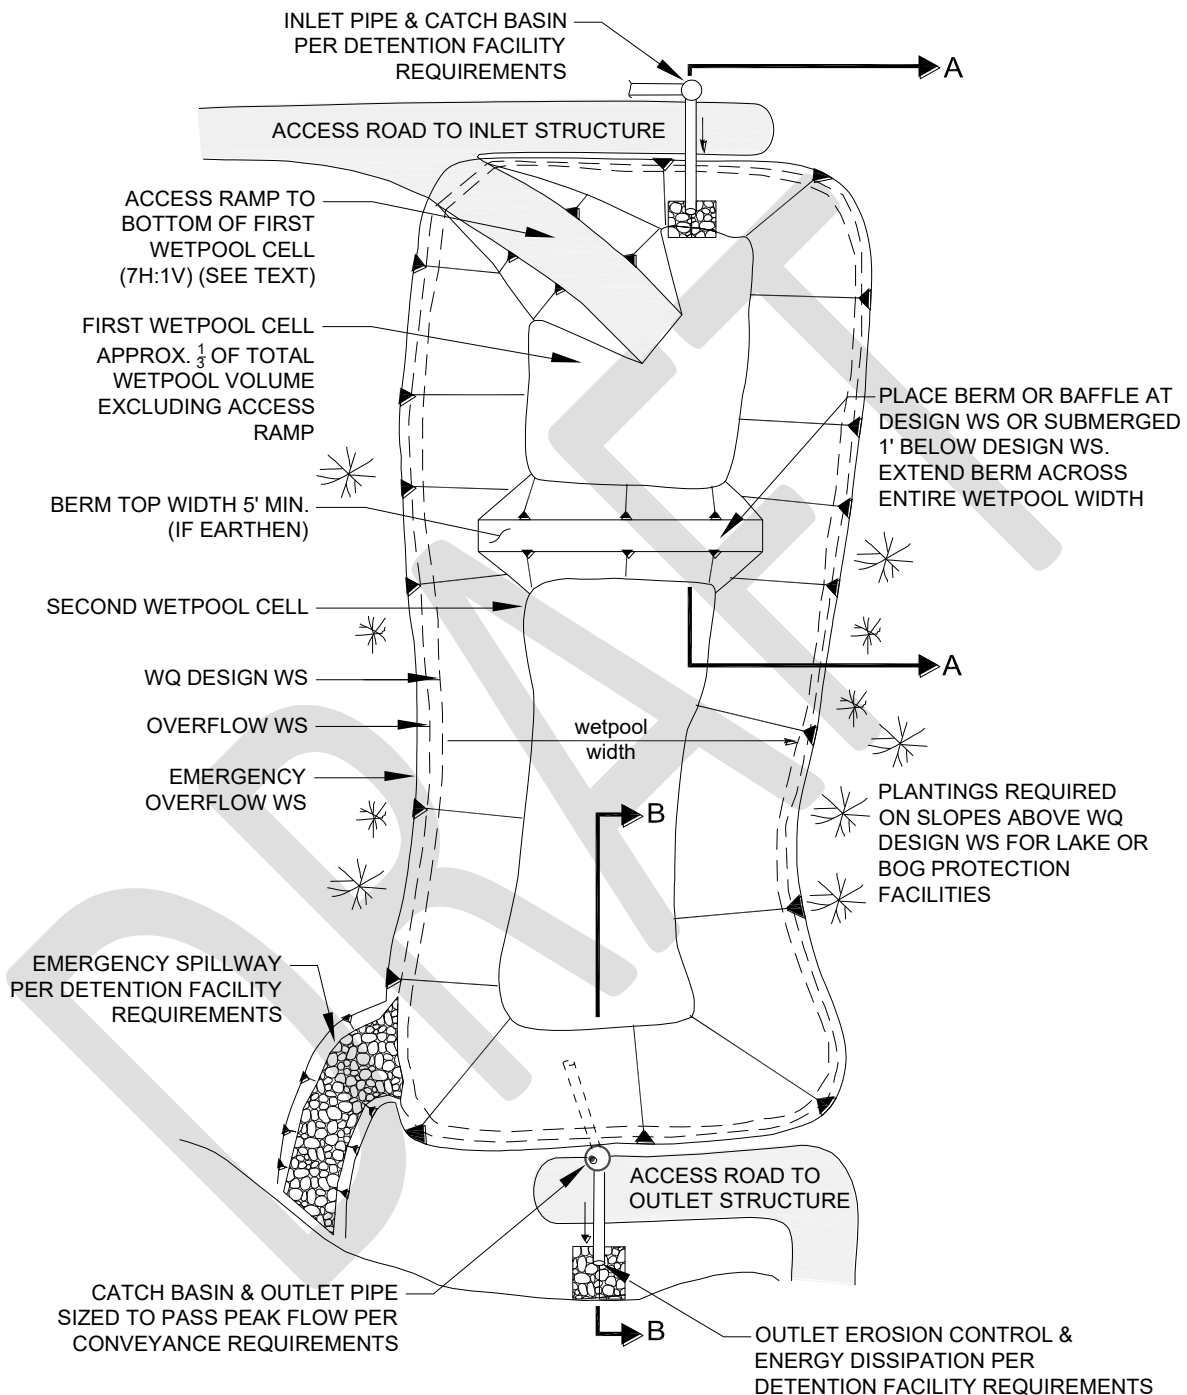 INLET PIPE & CATCH BASIN
PER DETENTION FACILITY
REQUIREMENTS
A
ACCESS ROAD TO INLET STRUCTURE
ACCESS RAMP TO
BOTTOM OF FIRST
WETPOOL CELL
(7H:1V) (SEE TEXT)
FIRST WETPOOL CELL
APPROX. 1/3 OF TOTAL
WETPOOL VOLUME
EXCLUDING ACCESS
RAMP
PLACE BERM OR BAFFLE AT
DESIGN WS OR SUBMERGED
1' BELOW DESIGN WS.
EXTEND BERM ACROSS
ENTIRE WETPOOL WIDTH
BERM TOP WIDTH 5' MIN.
(IF EARTHEN)
SECOND WETPOOL CELL
A
WQ DESIGN WS
OVERFLOW WS
wetpool
width
EMERGENCY
OVERFLOW WS
B
PLANTINGS REQUIRED
ON SLOPES ABOVE WQ
DESIGN WS FOR LAKE OR
BOG PROTECTION
FACILITIES
EMERGENCY SPILLWAY
PER DETENTION FACILITY
REQUIREMENTS
ACCESS ROAD TO
OUTLET STRUCTURE
CATCH BASIN & OUTLET PIPE
SIZED TO PASS PEAK FLOW PER
CONVEYANCE REQUIREMENTS
B
OUTLET EROSION CONTROL &
ENERGY DISSIPATION PER
DETENTION FACILITY REQUIREMENTS
DRAFT